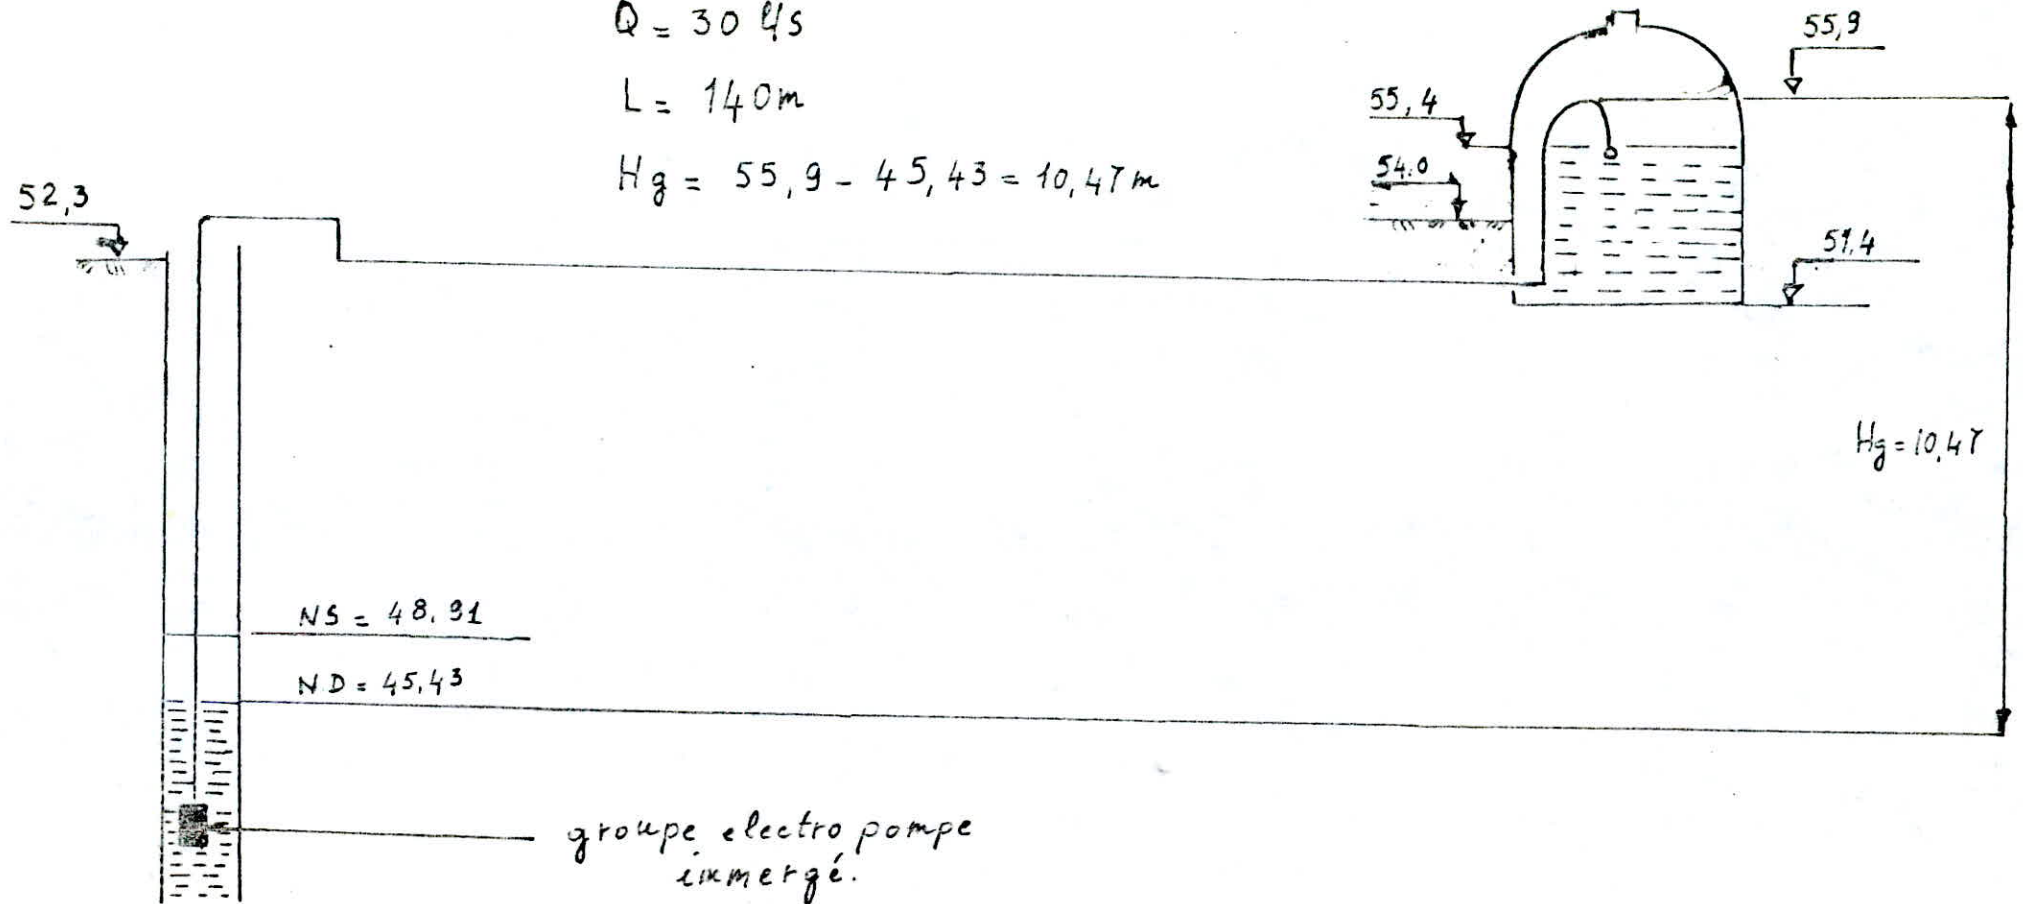 Q = 30 l/s
L = 140m
Hg = 55,9 - 45,43 = 10,47m
55,9
55,4
54.0
52,3
51,4
Hg = 10,47
NS = 48.91
ND = 45,43
groupe electro pompe
immergé.